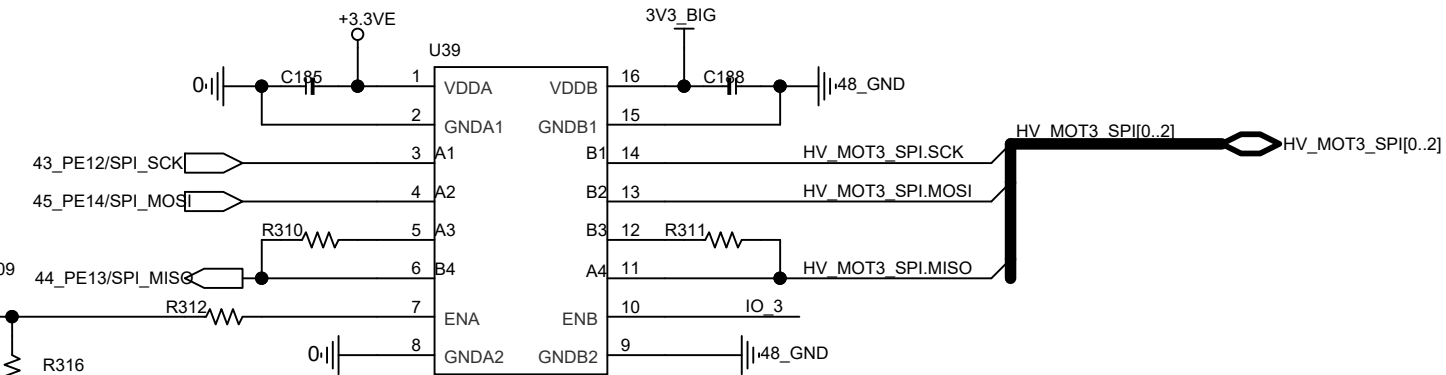 +3.3VE
3V3_BIG
U39
0
C185
1
VDDA
VDDB
16
C188
48_GND
2
GNDA1
GNDB1
15
HV_MOT3_SPI[0..2]
HV_MOT3_SPI[0..2]
43_PE12/SPI_SCK
3
A1
B1
14
HV_MOT3_SPI.SCK
45_PE14/SPI_MOSI
4
A2
B2
13
HV_MOT3_SPI.MOSI
R310
5
A3
B3
12
R311
09
44_PE13/SPI_MISO
6
B4
A4
11
HV_MOT3_SPI.MISO
R312
7
ENA
ENB
10
IO_3
0
8
GNDA2
GNDB2
9
48_GND
R316